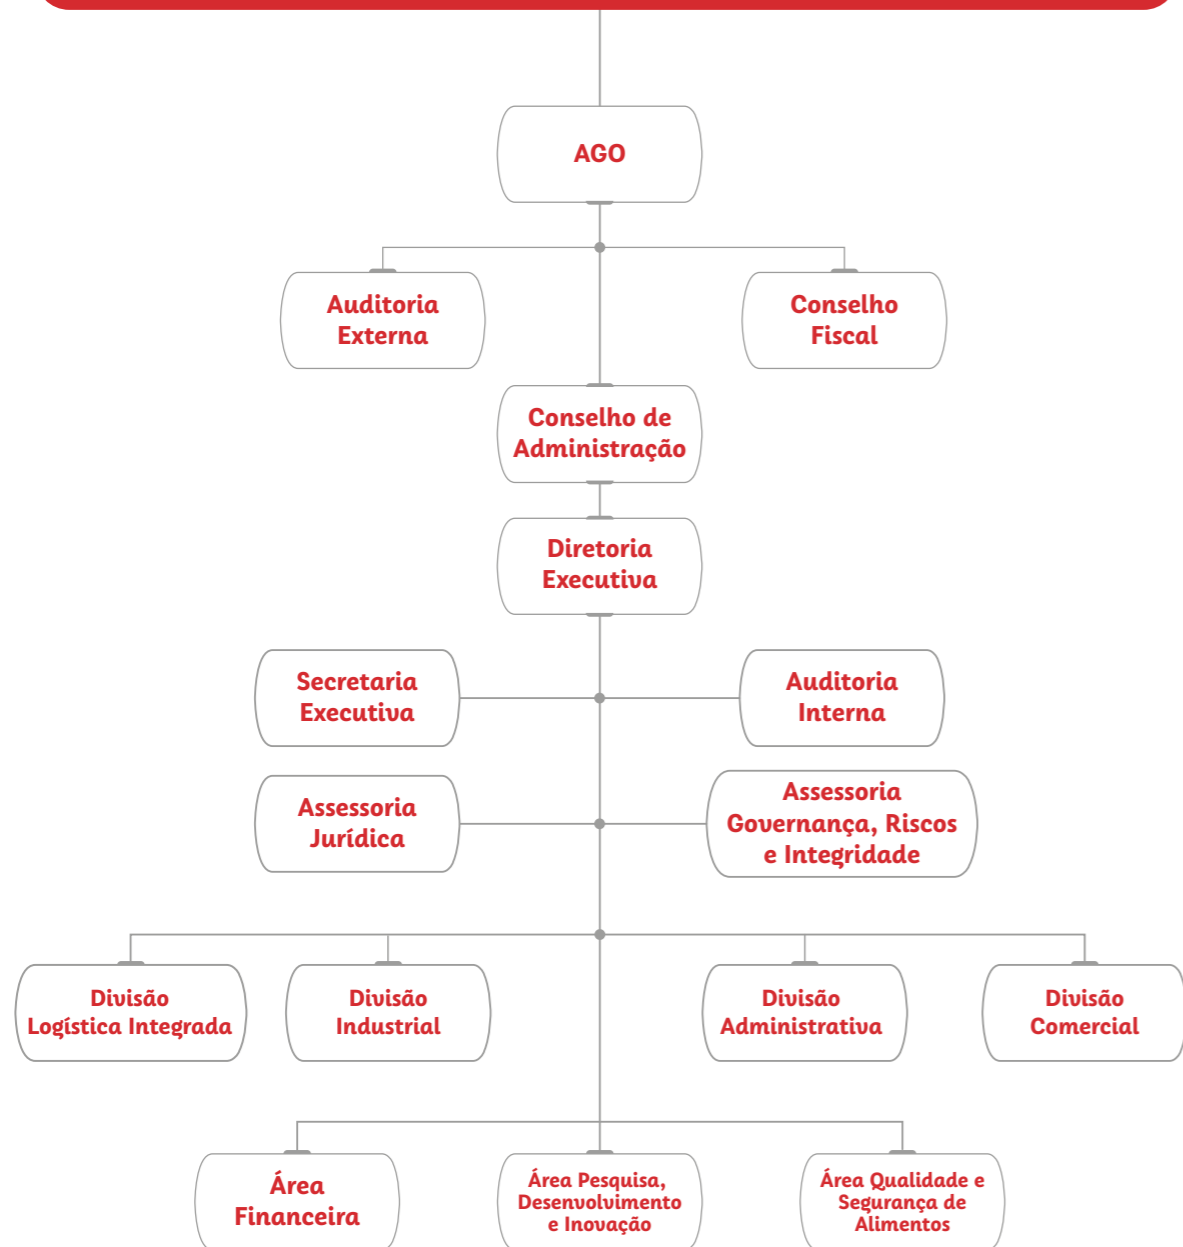 AGO
Auditoria
Externa
Conselho
Fiscal
Conselho de
Administração
Diretoria
Executiva
Secretaria
Executiva
Auditoria
Interna
Assessoria
Jurídica
Assessoria
Governança, Riscos
e Integridade
Divisão
Logística Integrada
Divisão
Industrial
Divisão
Administrativa
Divisão
Comercial
Área
Financeira
Área Pesquisa,
Desenvolvimento
e Inovação
Área Qualidade e
Segurança de
Alimentos